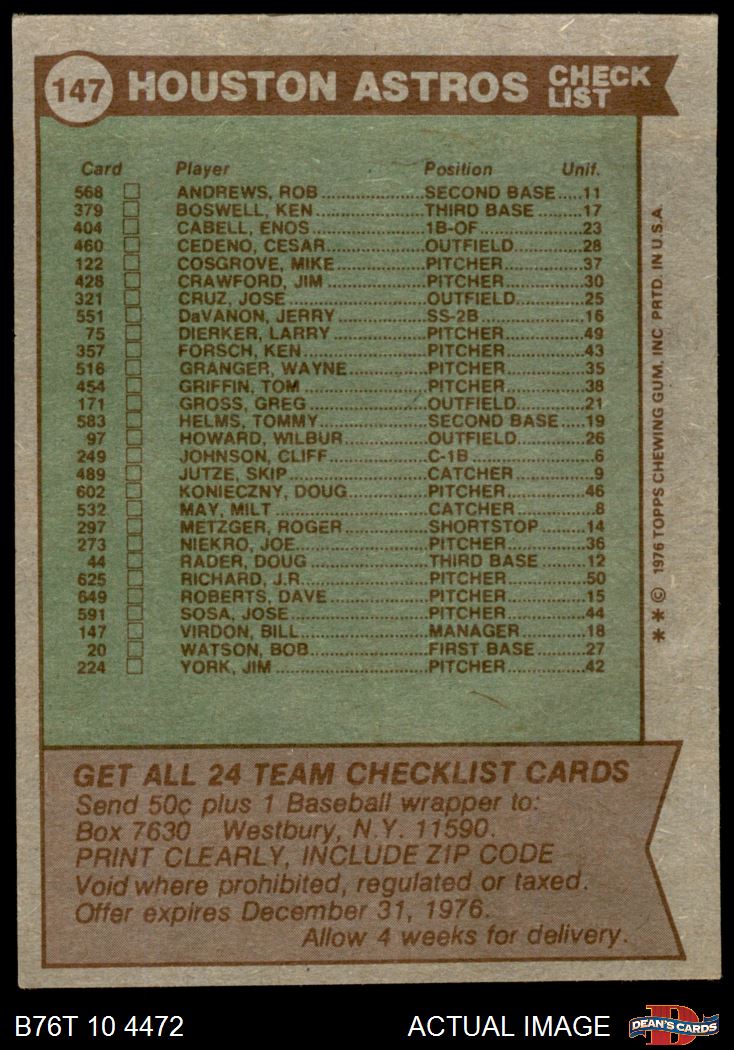 147 HOUSTON ASTROS CHECK LIST
Card Player Position Unif.
568 ANDREWS, ROB SECOND BASE 11
379 BOSWELL, KEN THIRD BASE 17
404 CABELL, ENOS 1B-OF 23
460 CEDENO, CESAR OUTFIELD 28
122 COSGROVE, MIKE PITCHER 37
428 CRAWFORD, JIM PITCHER 30
321 CRUZ, JOSE OUTFIELD 25
551 DaVANON, JERRY SS-2B 16
75 DIERKER, LARRY PITCHER 49
357 FORSCH, KEN PITCHER 43
516 GRANGER, WAYNE PITCHER 35
454 GRIFFIN, TOM PITCHER 38
171 GROSS, GREG OUTFIELD 21
583 HELMS, TOMMY SECOND BASE 19
97 HOWARD, WILBUR OUTFIELD 26
249 JOHNSON, CLIFF C-1B 6
489 JUTZE, SKIP CATCHER 9
602 KONIECZNY, DOUG PITCHER 46
532 MAY, MILT CATCHER 8
297 METZGER, ROGER SHORTSTOP 14
273 NIEKRO, JOE PITCHER 36
44 RADER, DOUG THIRD BASE 12
625 RICHARD, J.R. PITCHER 50
649 ROBERTS, DAVE PITCHER 15
591 SOSA, JOSE PITCHER 44
147 VIRDON, BILL MANAGER 18
20 WATSON, BOB FIRST BASE 27
224 YORK, JIM PITCHER 42
* * © 1976 TOPPS CHEWING GUM, INC PRTD. IN U.S.A.
GET ALL 24 TEAM CHECKLIST CARDS
Send 50c plus 1 Baseball wrapper to:
Box 7630 Westbury, N.Y. 11590.
PRINT CLEARLY, INCLUDE ZIP CODE
Void where prohibited, regulated or taxed.
Offer expires December 31, 1976.
Allow 4 weeks for delivery.
B76T 10 4472 ACTUAL IMAGE
D DEAN'S CARDS